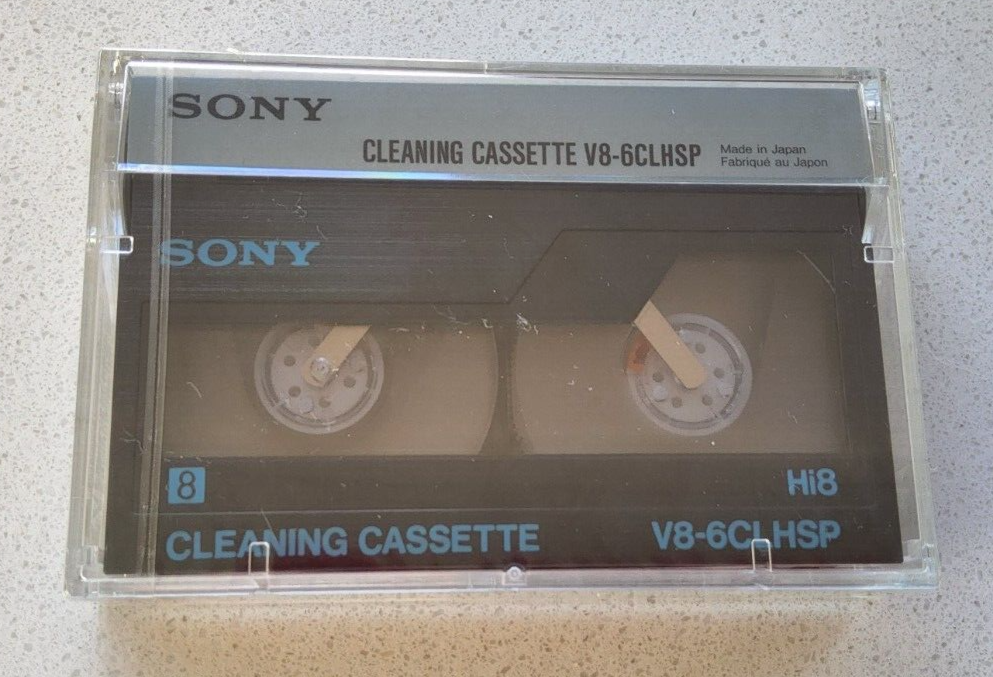 SONY
CLEANING CASSETTE V8-6CLHSP
Made in Japan
Fabriqué au Japon
SONY
8
Hi8
CLEANING CASSETTE
V8-6CLHSP